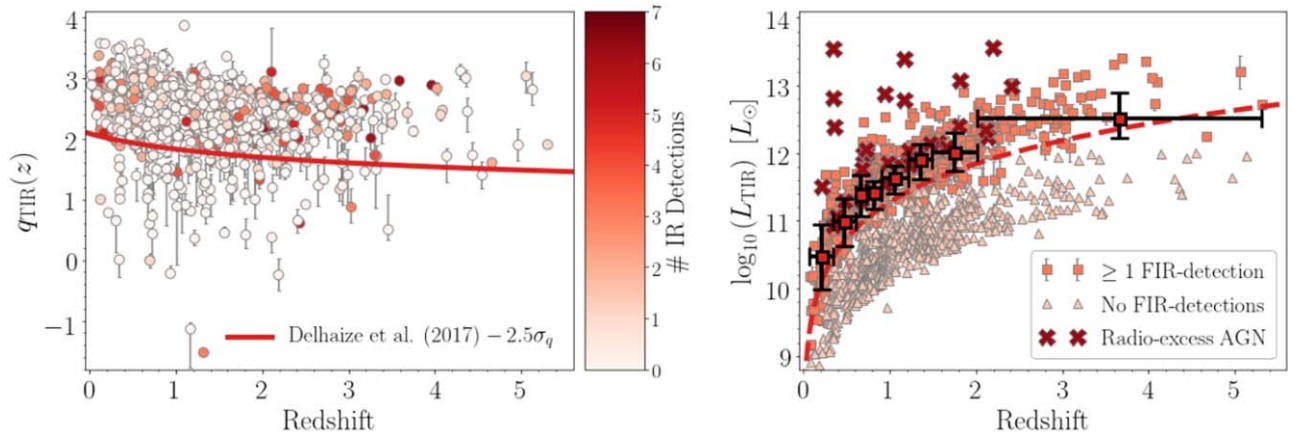 4
3
2
1
0
−1
q_TIR(z)
0 1 2 3 4 5
Redshift
Delhaize et al. (2017) − 2.5σ_q
7
6
5
4
3
2
1
0
# IR Detections
14
13
12
11
10
9
log₁₀(L_TIR) [L_⊙]
0 1 2 3 4 5
Redshift
≥ 1 FIR-detection
No FIR-detections
Radio-excess AGN